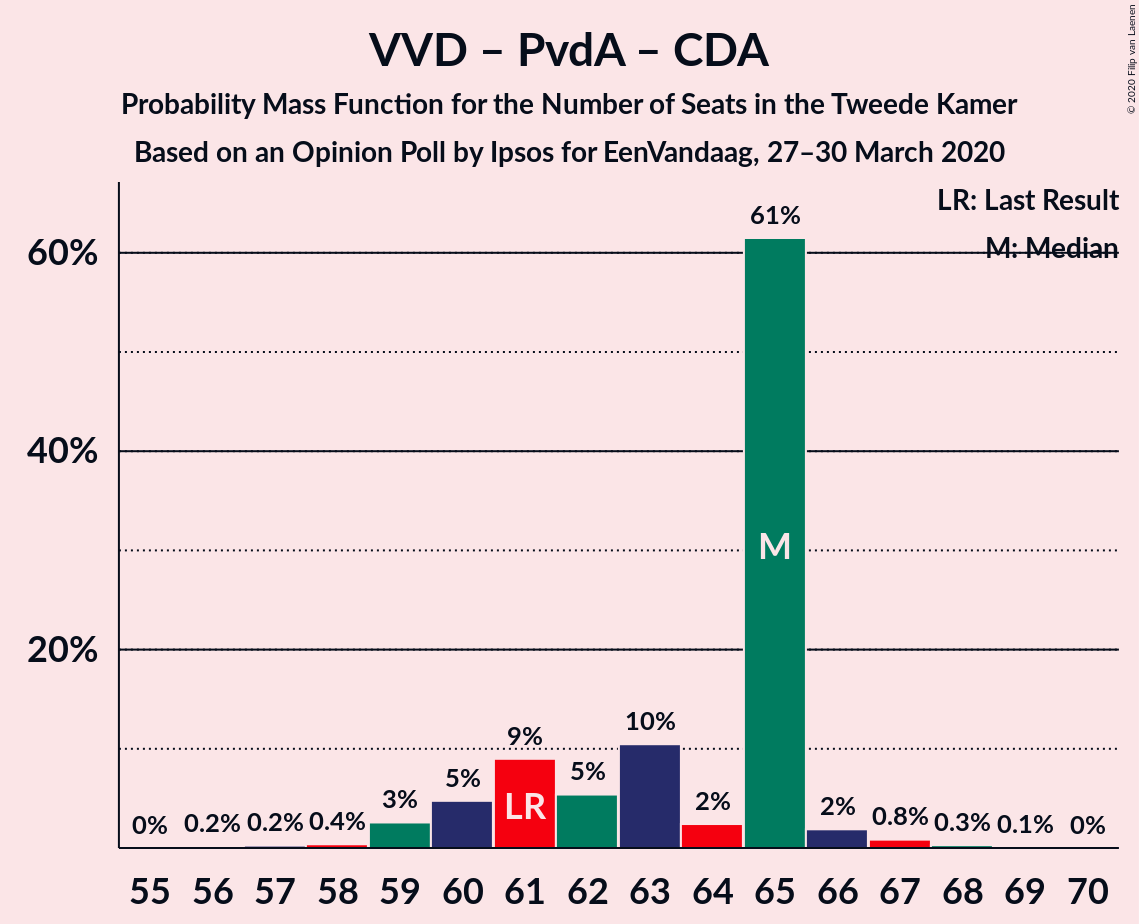 VVD – PvdA – CDA
Probability Mass Function for the Number of Seats in the Tweede Kamer
Based on an Opinion Poll by Ipsos for EenVandaag, 27–30 March 2020
© 2020 Filip van Laenen
LR: Last Result
M: Median
60%
40%
20%
0%
0.2%
0.2%
0.4%
3%
5%
9%
5%
10%
2%
61%
2%
0.8%
0.3%
0.1%
0%
LR
M
55 56 57 58 59 60 61 62 63 64 65 66 67 68 69 70